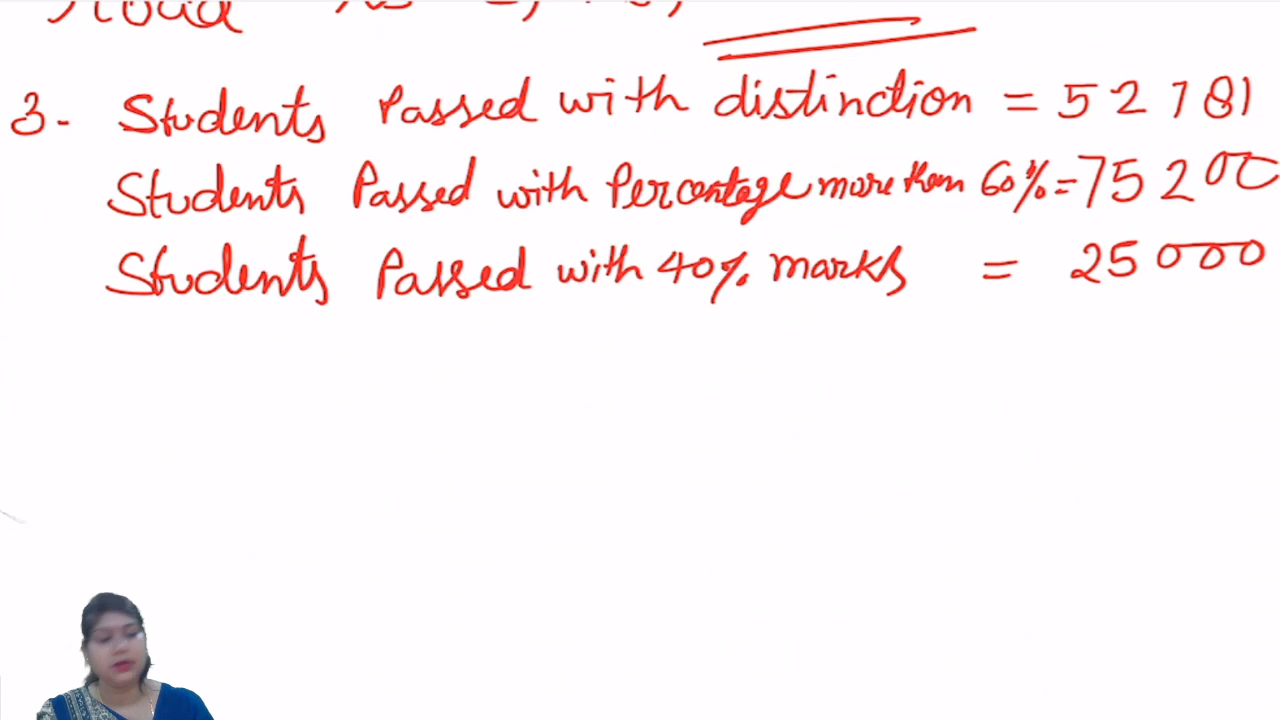 3. Students Passed with distinction = 52781
Students Passed with Percentage more than 60% = 75200
Students Passed with 40% marks = 25000